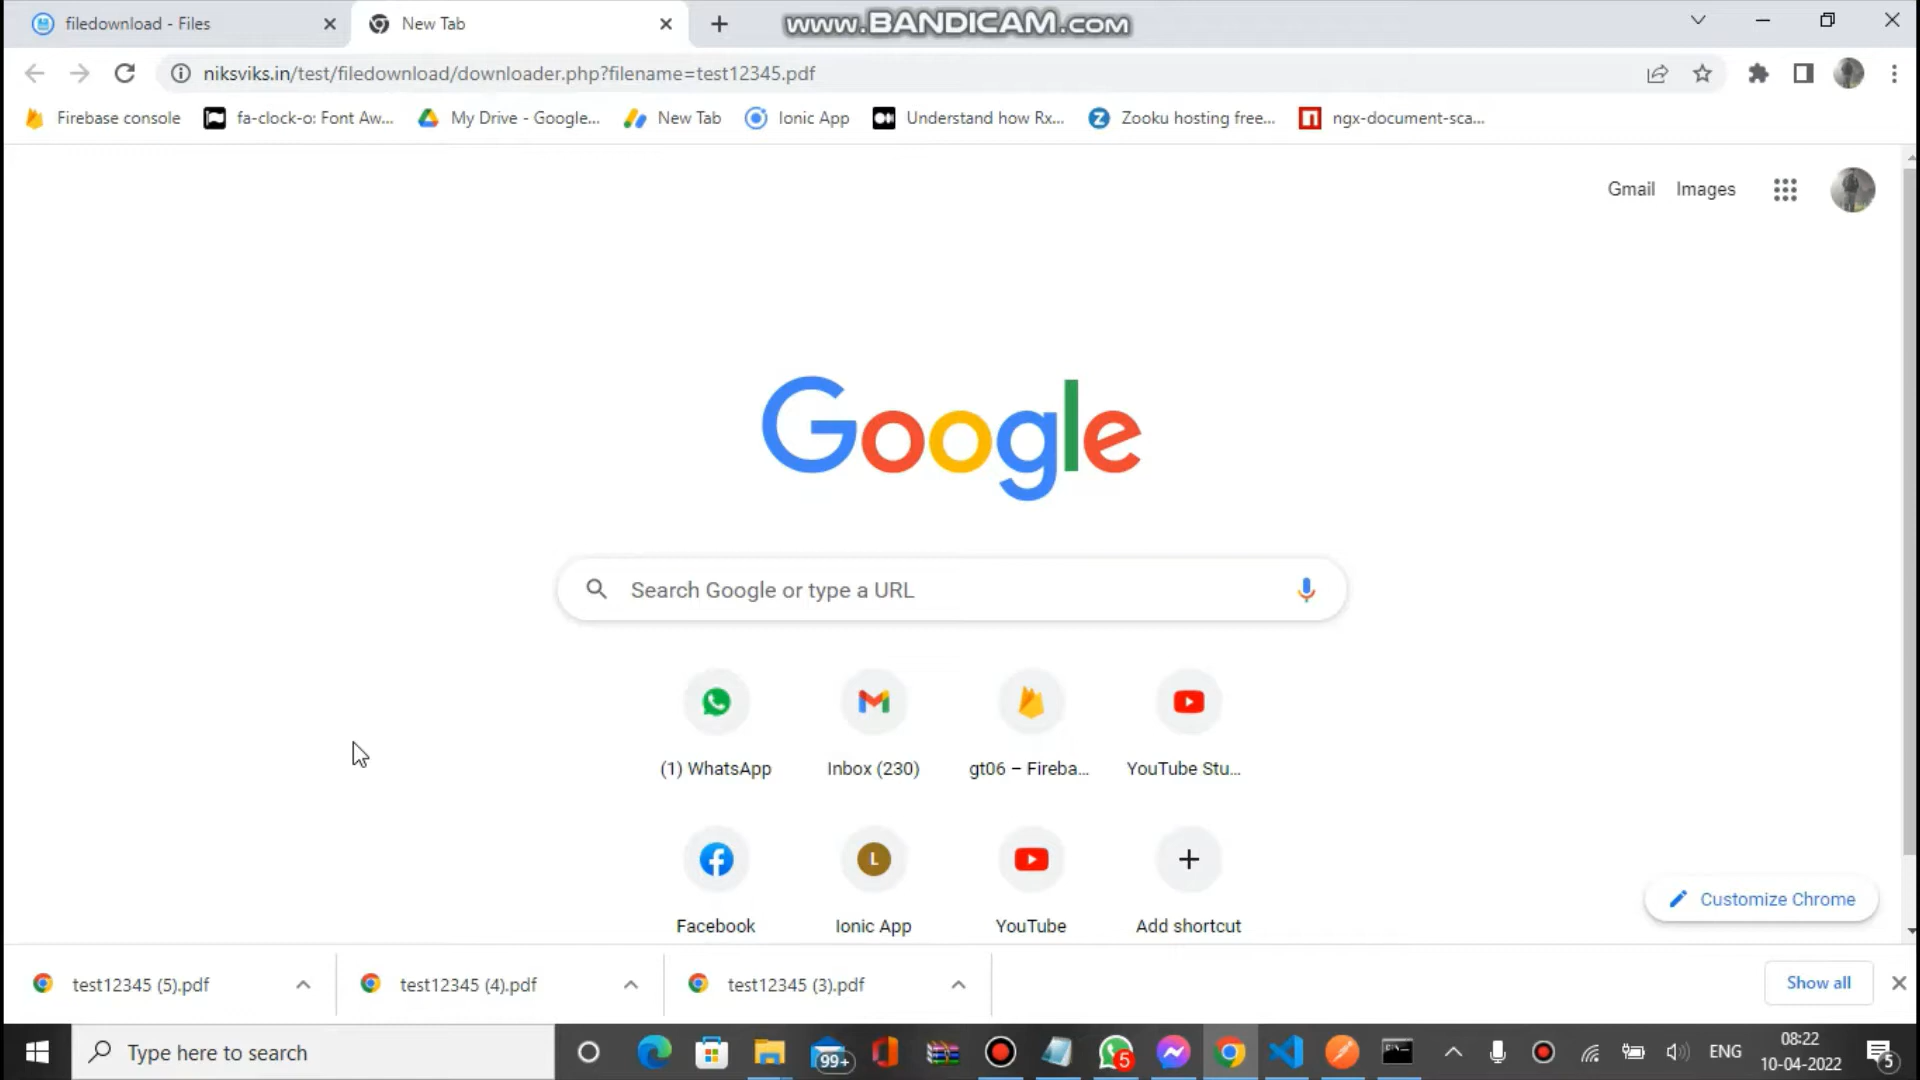 filedownload - Files
New Tab
www.BANDICAM.com
niksviks.in/test/filedownload/downloader.php?filename=test12345.pdf
Firebase console
fa-clock-o: Font Aw...
My Drive - Google...
New Tab
Ionic App
Understand how Rx...
Zooku hosting free...
ngx-document-sca...
Gmail
Images
Google
Search Google or type a URL
(1) WhatsApp
Inbox (230)
gt06 – Fireba...
YouTube Stu...
L
Facebook
Ionic App
YouTube
Add shortcut
Customize Chrome
test12345 (5).pdf
test12345 (4).pdf
test12345 (3).pdf
Show all
Type here to search
99+
5
ENG
08:22
10-04-2022
5